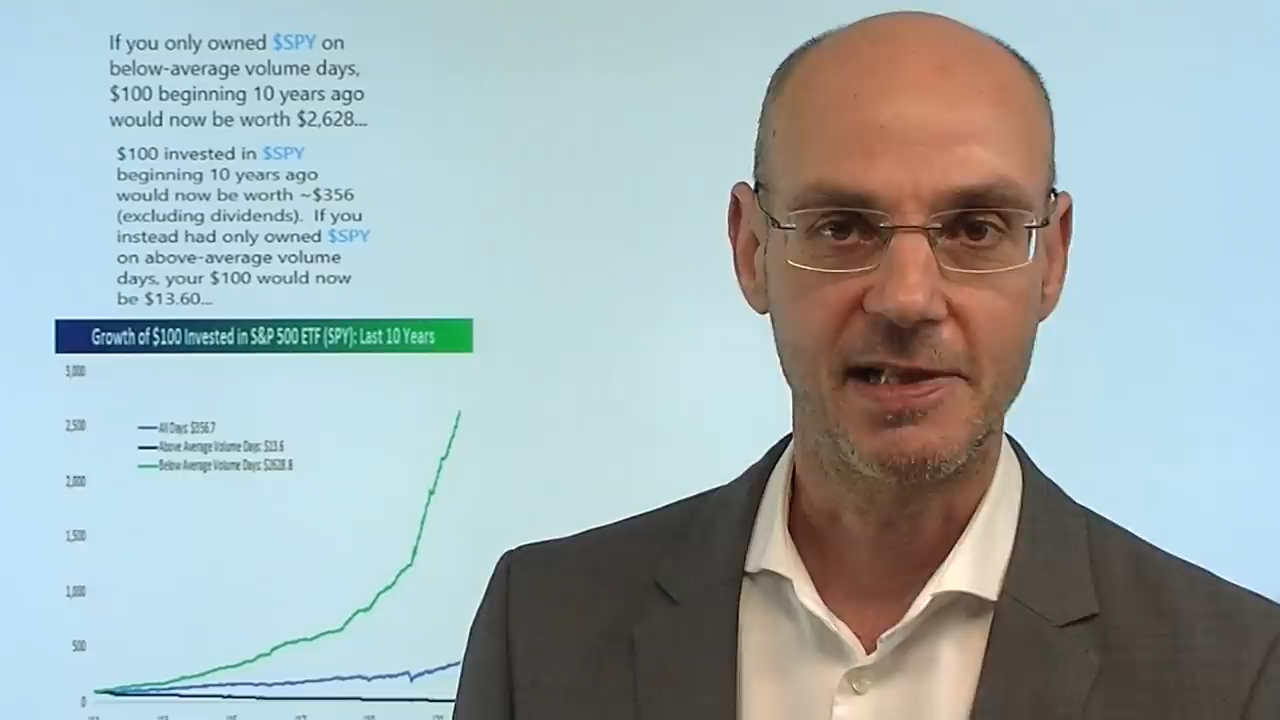 If you only owned $SPY on
below-average volume days,
$100 beginning 10 years ago
would now be worth $2,628...
$100 invested in $SPY
beginning 10 years ago
would now be worth ~$356
(excluding dividends). If you
instead had only owned $SPY
on above-average volume
days, your $100 would now
be $13.60...
Growth of $100 Invested in S&P 500 ETF (SPY): Last 10 Years
3,000
2,500
All Days: $356.7
Above Average Volume Days: $13.6
Below Average Volume Days: $2628.8
2,000
1,500
1,000
500
0